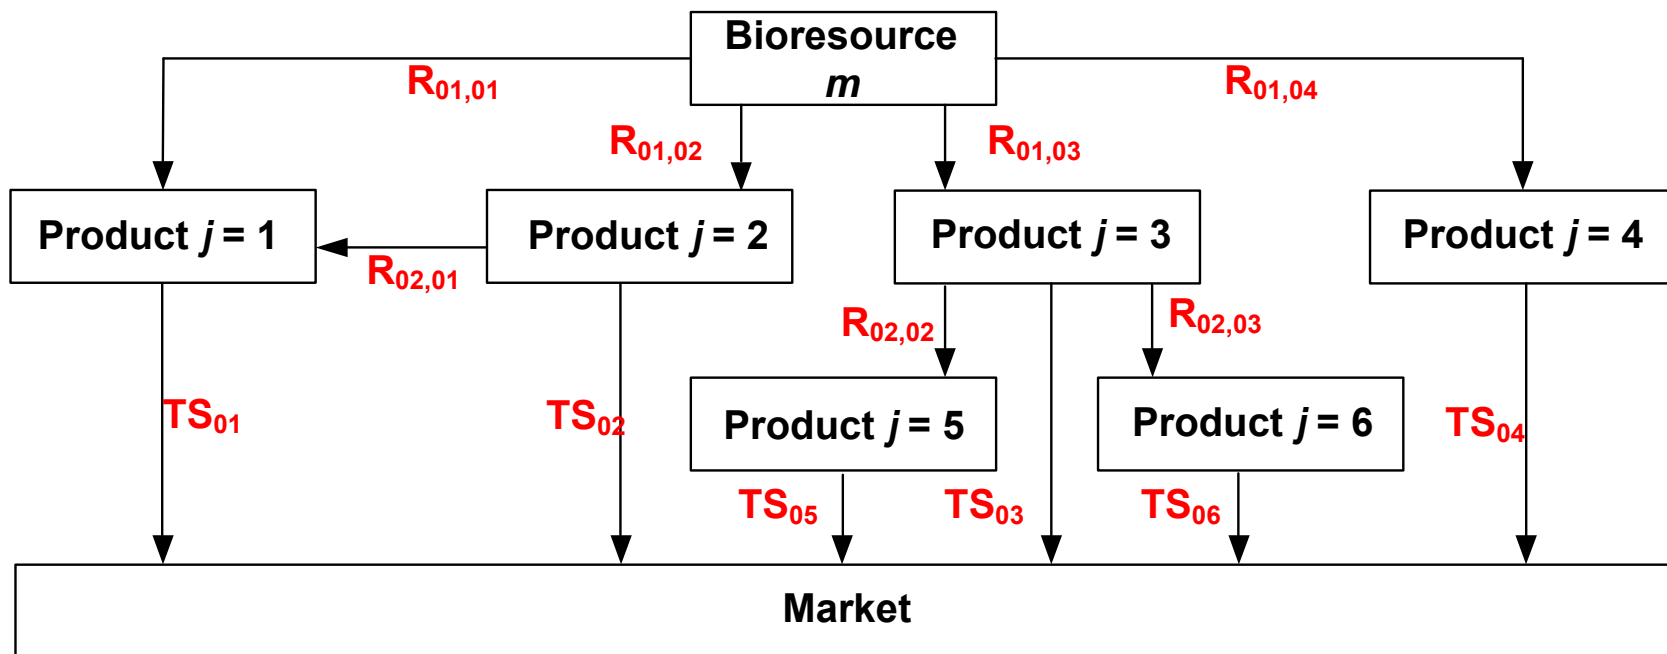 Bioresource
m
R01,01
R01,04
R01,02
R01,03
Product j = 1
Product j = 2
Product j = 3
Product j = 4
R02,01
R02,02
R02,03
TS01
TS02
Product j = 5
Product j = 6
TS04
TS05
TS03
TS06
Market